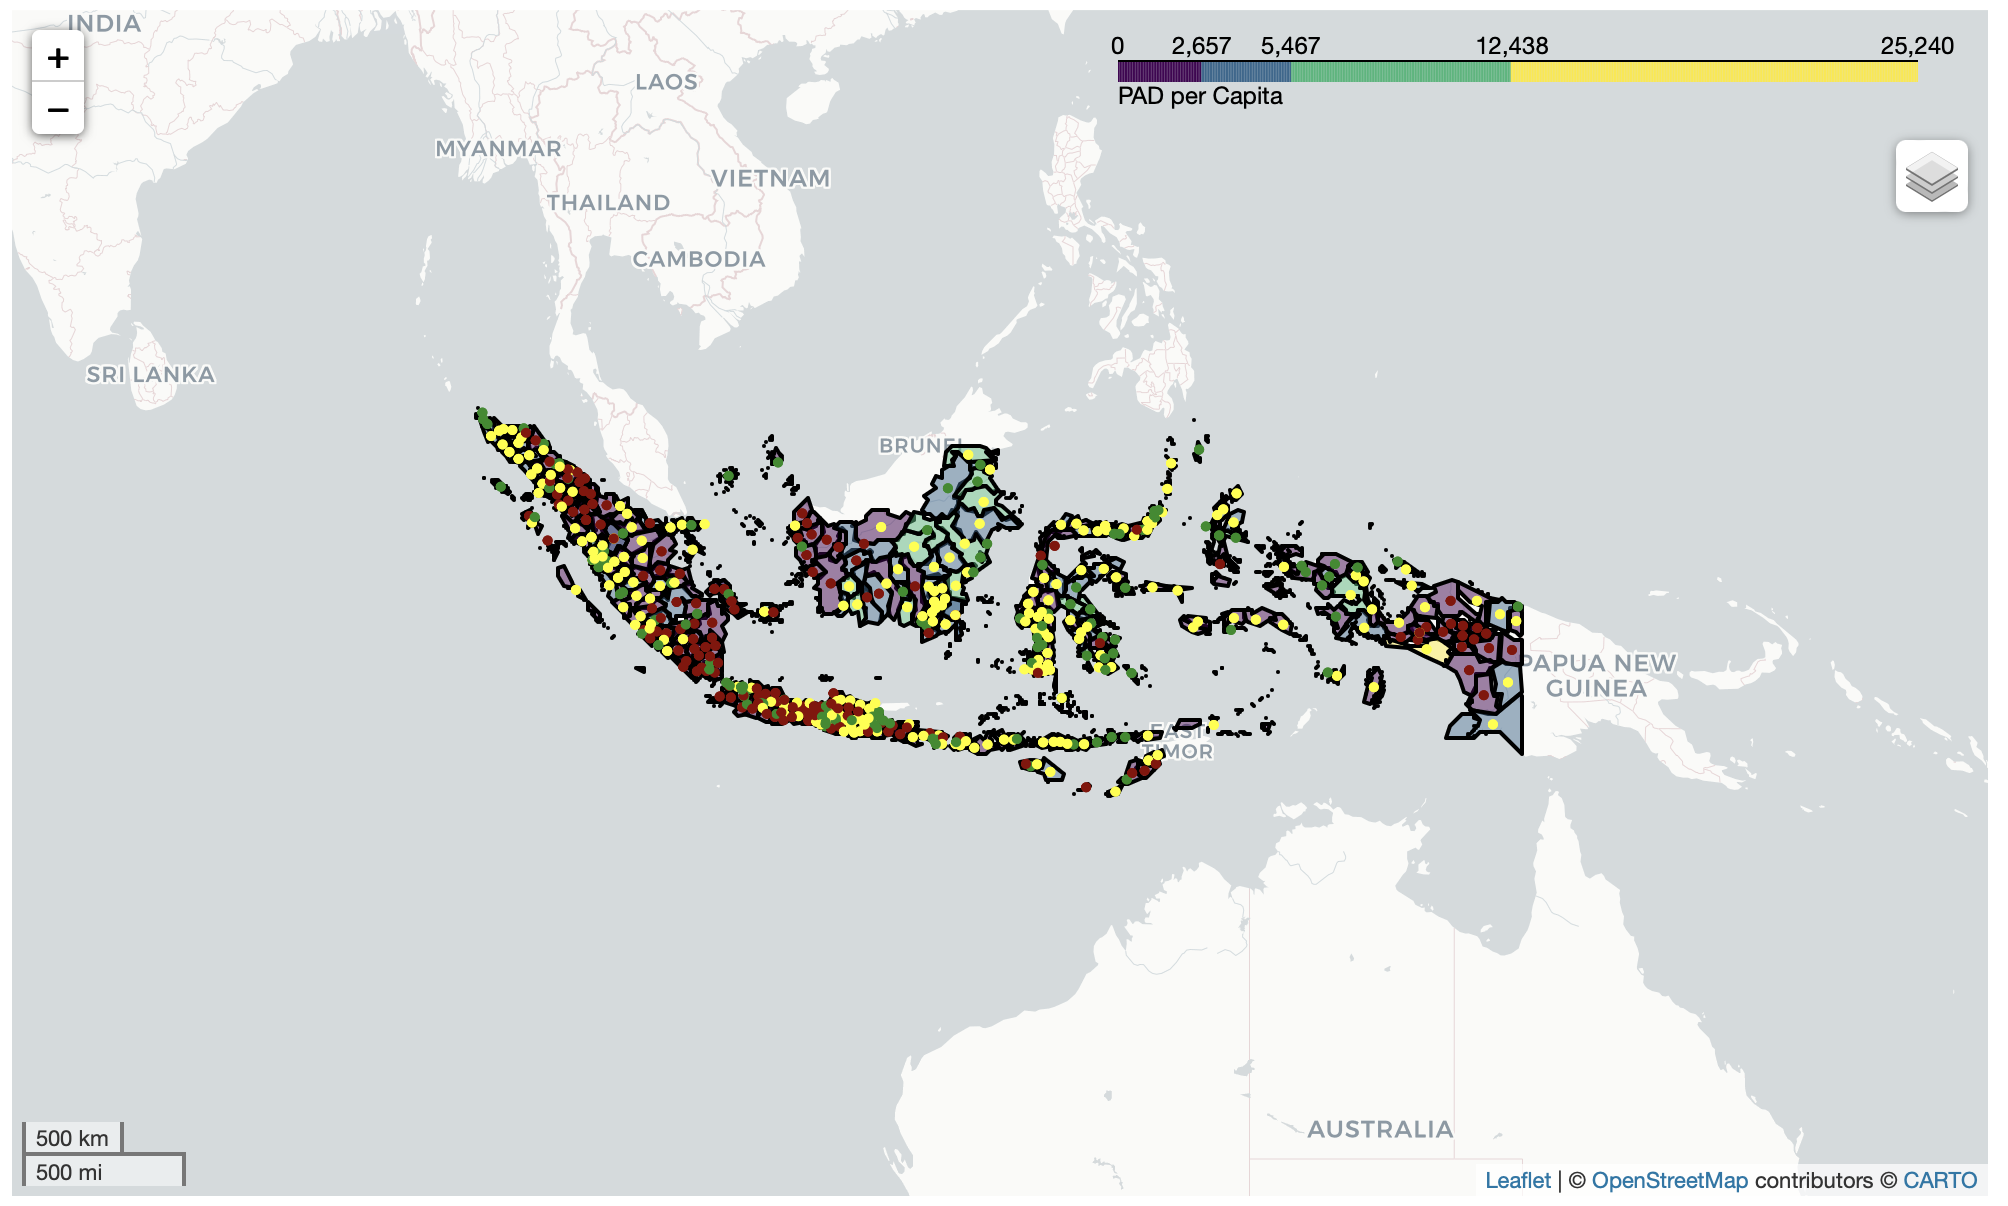 INDIA
+
−
0 2,657 5,467 12,438 25,240
PAD per Capita
LAOS
MYANMAR
VIETNAM
THAILAND
CAMBODIA
SRI LANKA
BRUNEI
PAPUA NEW
GUINEA
EAST
TIMOR
AUSTRALIA
500 km
500 mi
Leaflet | © OpenStreetMap contributors © CARTO